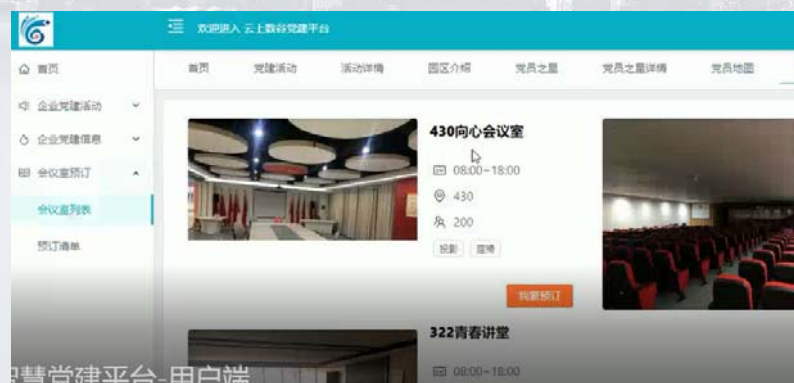 欢迎进入 云上数谷党建平台
首页
企业党建活动
企业党建信息
会议室预订
会议室列表
预订清单
首页 党建活动 活动详情 园区介绍 党员之星 党员之星详情 党员地图
430向心会议室
08:00~18:00
430
200
投影 座椅
我要预订
322青春讲堂
08:00~18:00
智慧党建平台-用户端